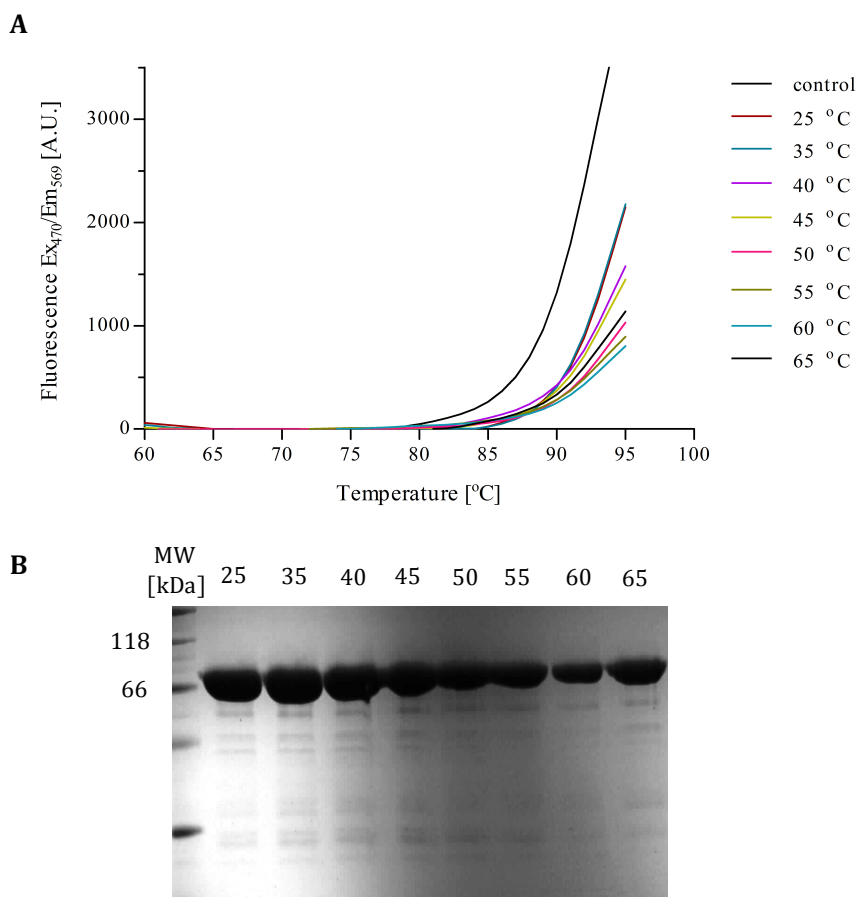 A
Fluorescence Ex470/Em569 [A.U.]
3000
2000
1000
0
60 65 70 75 80 85 90 95 100
Temperature [°C]
control
25 °C
35 °C
40 °C
45 °C
50 °C
55 °C
60 °C
65 °C
B
MW
[kDa] 25 35 40 45 50 55 60 65
118
66